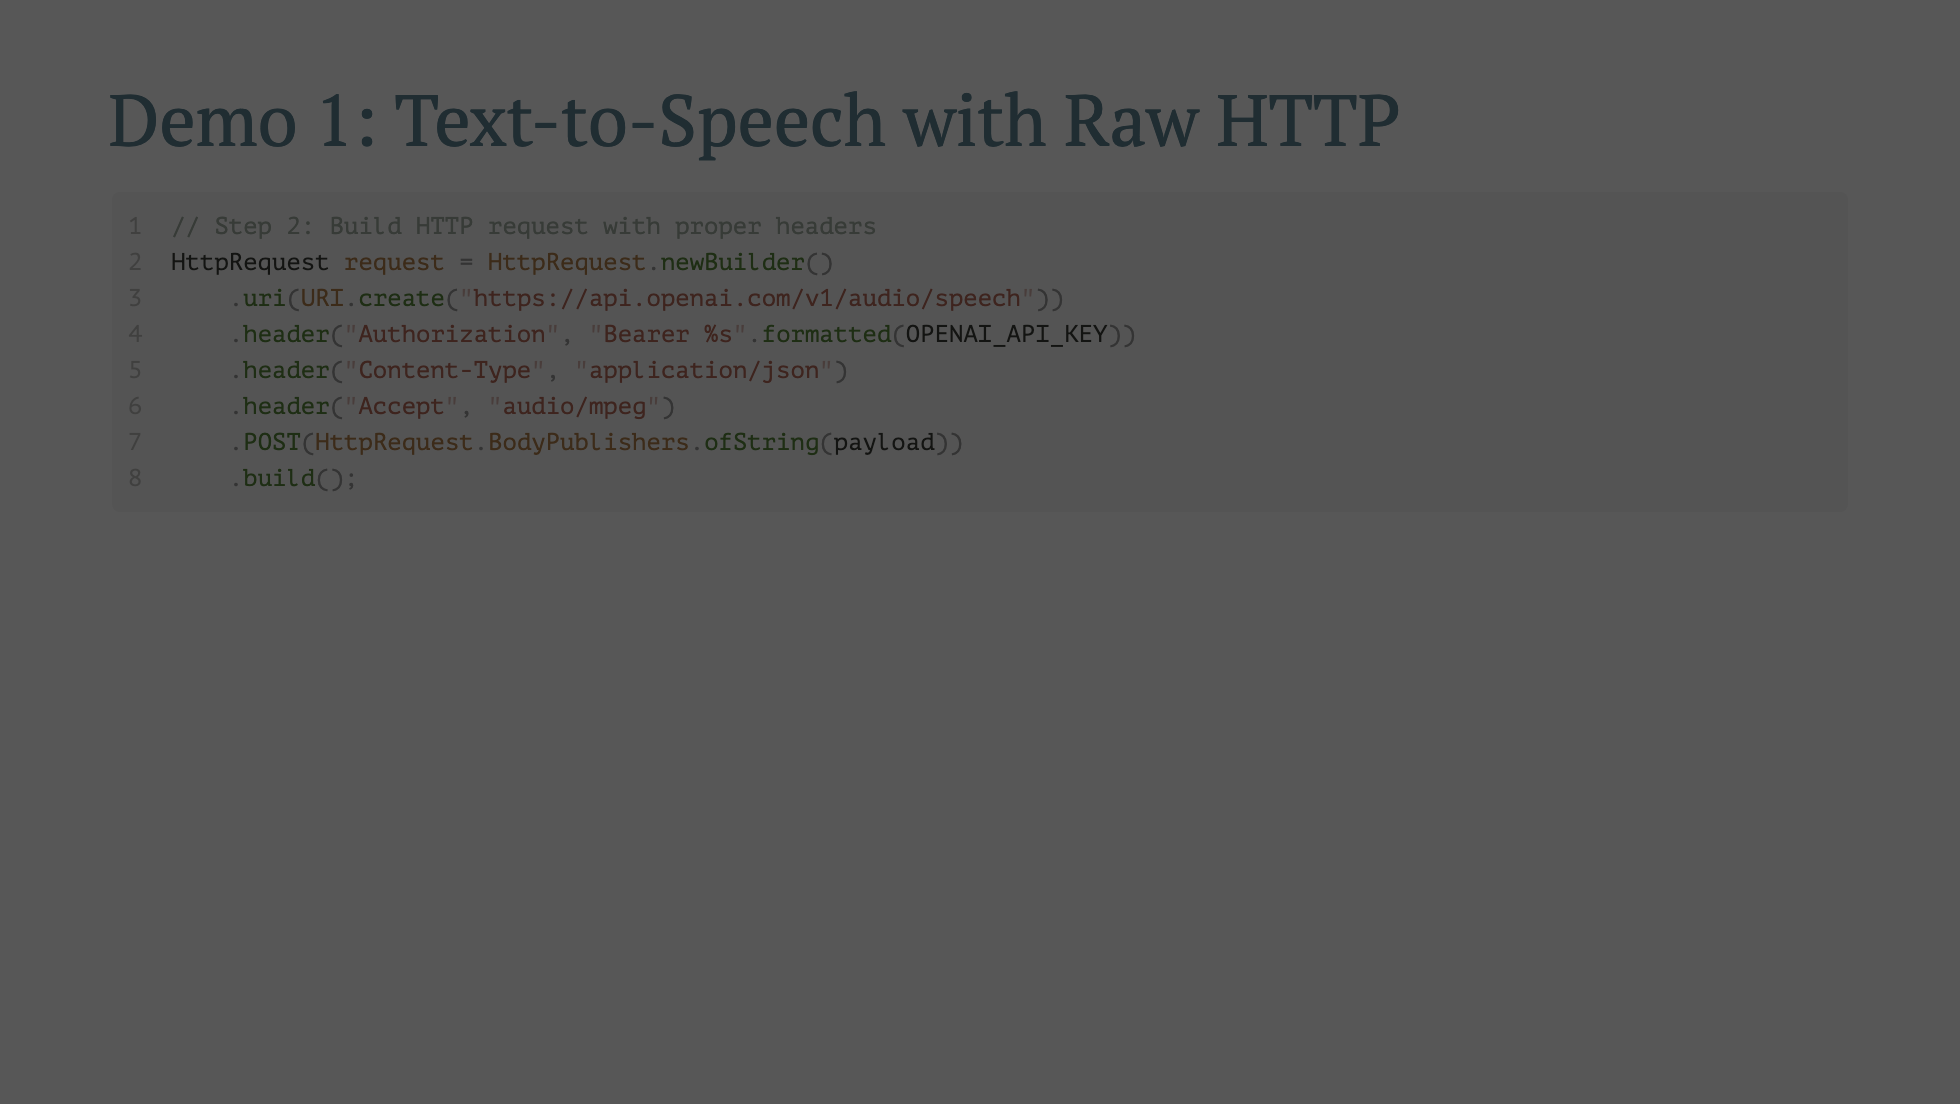 Demo 1: Text-to-Speech with Raw HTTP
1 // Step 2: Build HTTP request with proper headers
2 HttpRequest request = HttpRequest.newBuilder()
3     .uri(URI.create("https://api.openai.com/v1/audio/speech"))
4     .header("Authorization", "Bearer %s".formatted(OPENAI_API_KEY))
5     .header("Content-Type", "application/json")
6     .header("Accept", "audio/mpeg")
7     .POST(HttpRequest.BodyPublishers.ofString(payload))
8     .build();